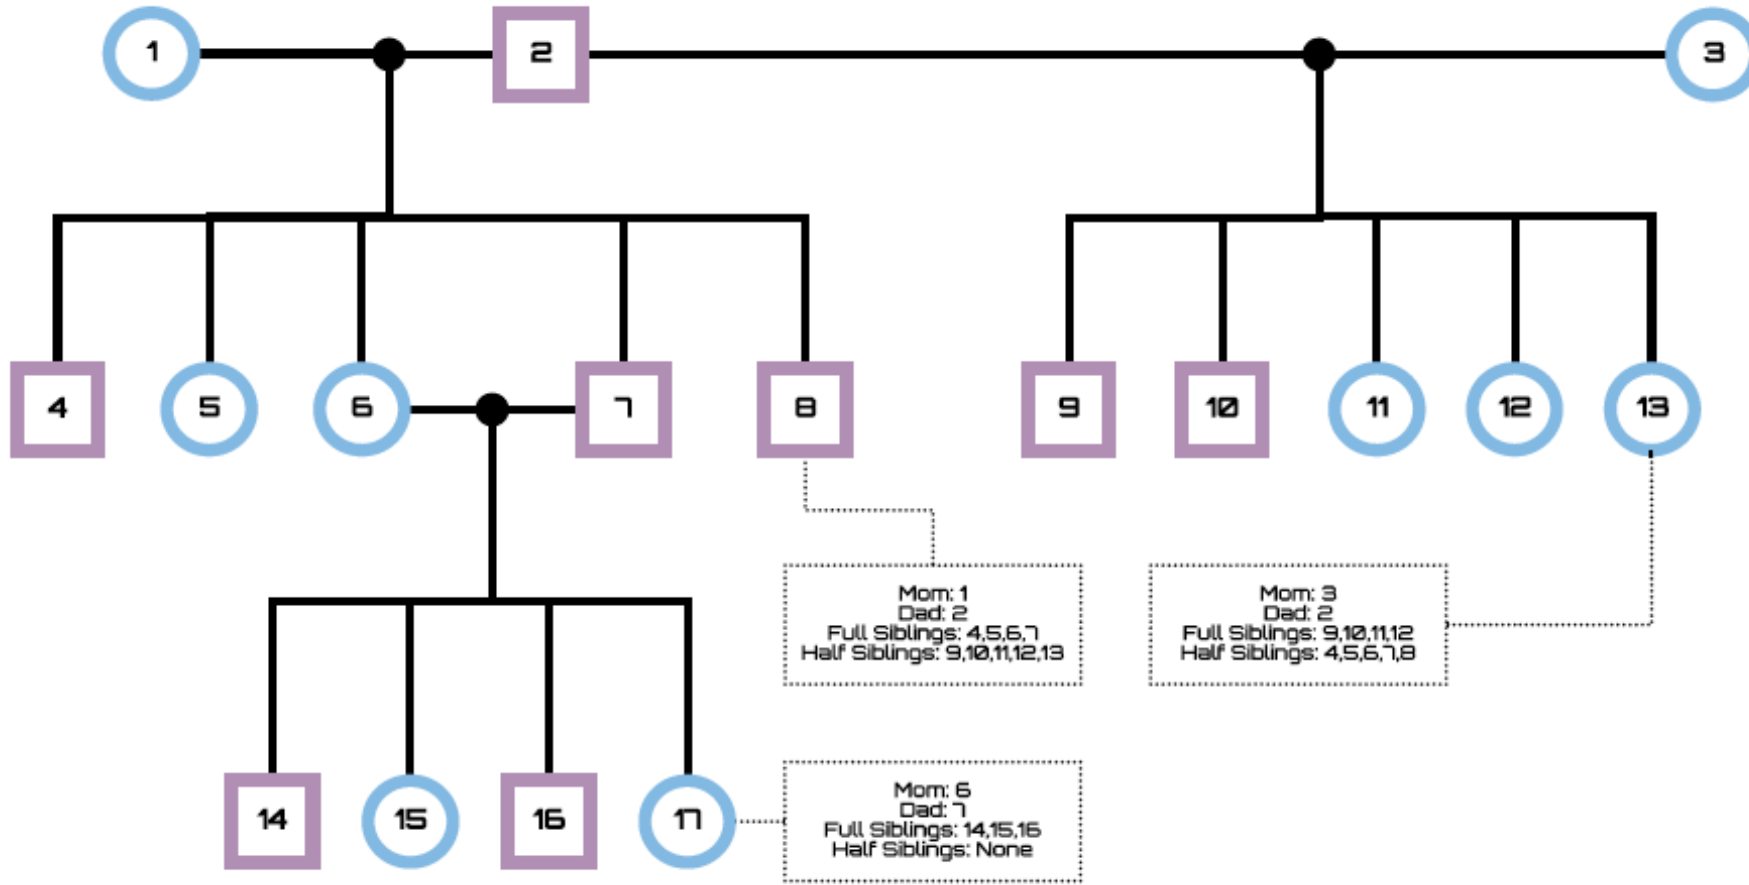 1
2
3
4
5
6
7
8
9
10
11
12
13
Mom: 1
Dad: 2
Full Siblings: 4,5,6,7
Half Siblings: 9,10,11,12,13
Mom: 3
Dad: 2
Full Siblings: 9,10,11,12
Half Siblings: 4,5,6,7,8
14
15
16
17
Mom: 6
Dad: 7
Full Siblings: 14,15,16
Half Siblings: None